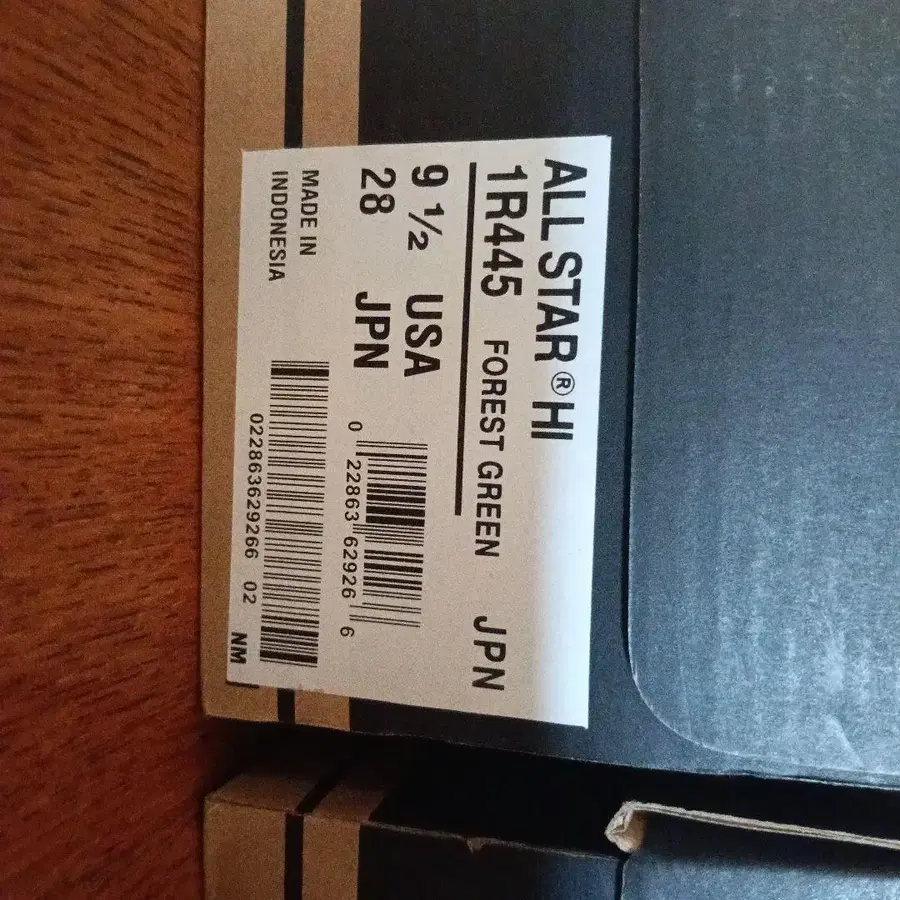 ALL STAR® HI
1R445 FOREST GREEN JPN
9 ½ USA
28 JPN
0 22863 62926 6
MADE IN
INDONESIA
022863629266 02 NM